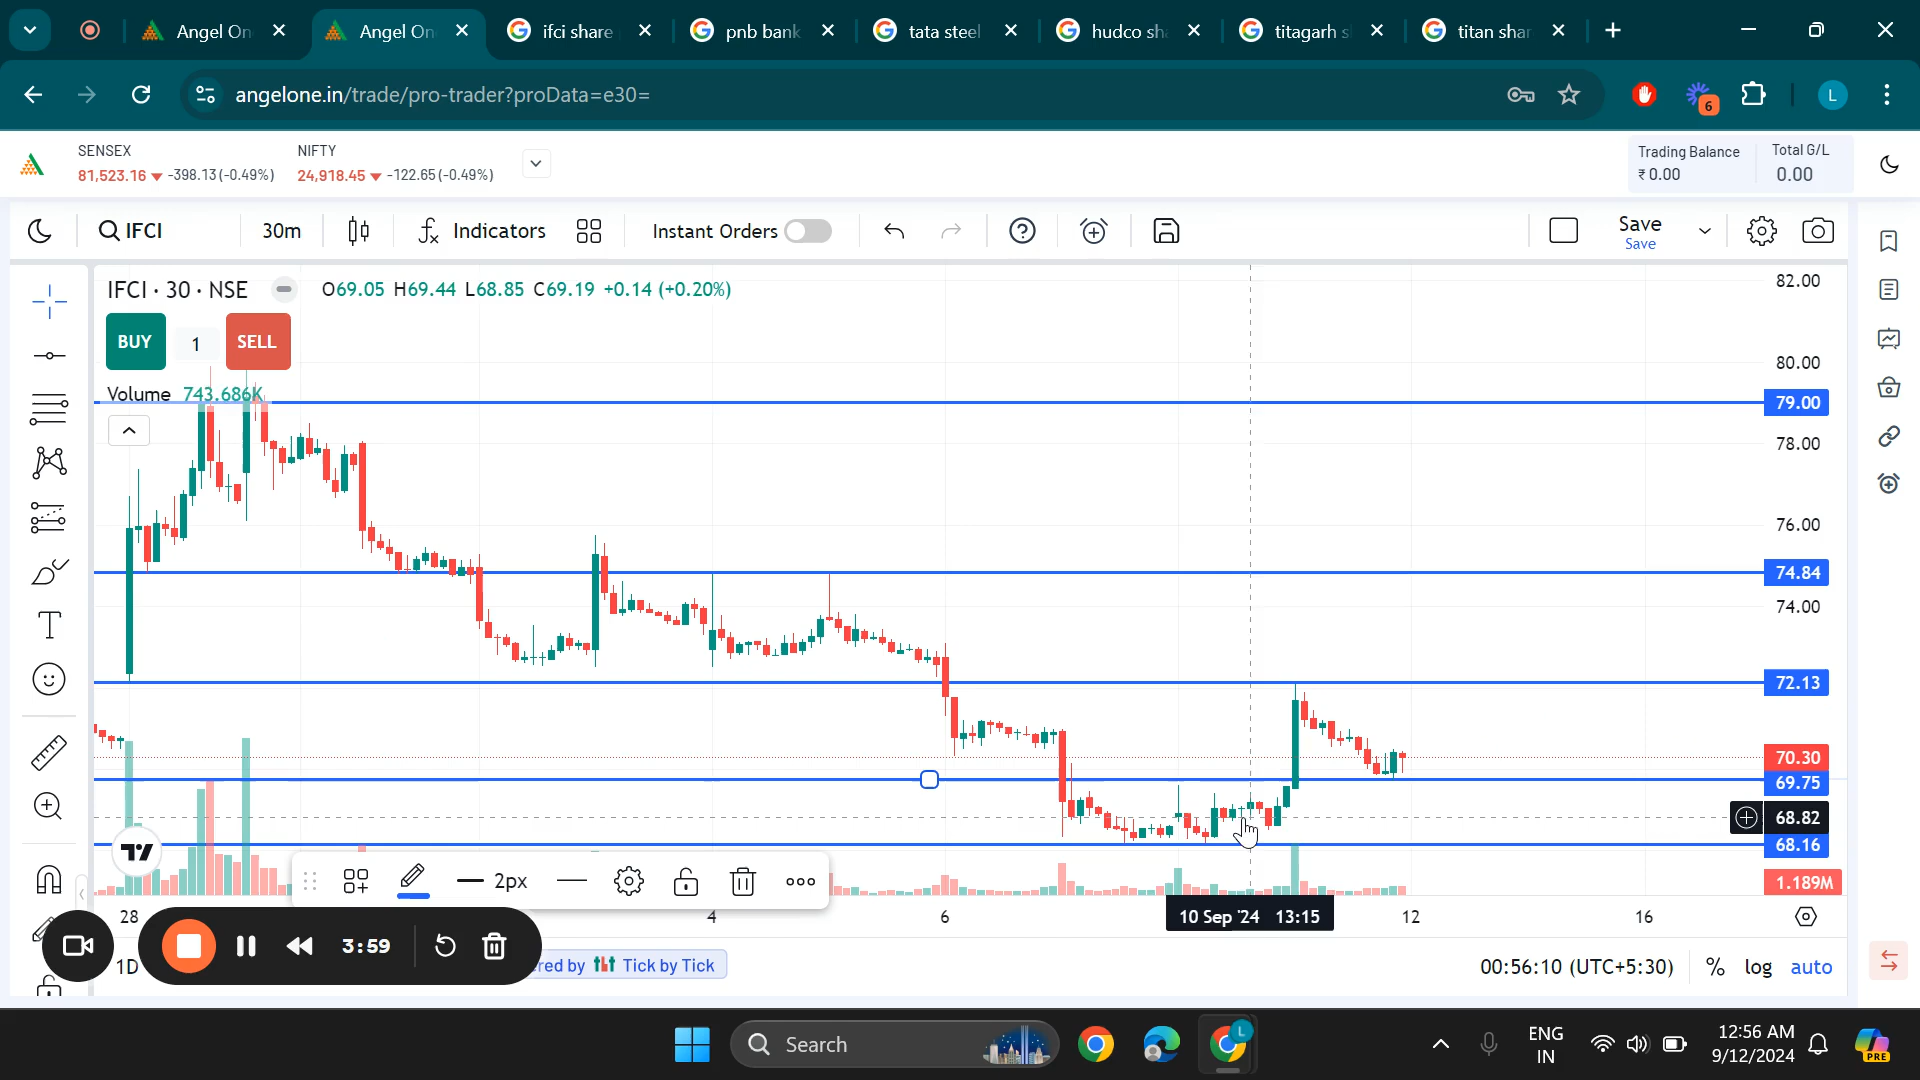 Angel On
Angel On
ifci share
pnb bank
tata steel
hudco sh
titagarh s
titan shar
angelone.in/trade/pro-trader?proData=e30=
6
L
SENSEX
81,523.16 -398.13(-0.49%)
NIFTY
24,918.45 -122.65(-0.49%)
Trading Balance
₹ 0.00
Total G/L
0.00
IFCI
30m
Indicators
Instant Orders
Save
Save
IFCI · 30 · NSE
O69.05 H69.44 L68.85 C69.19 +0.14 (+0.20%)
BUY
1
SELL
Volume 743.686K
82.00
80.00
79.00
78.00
76.00
74.84
74.00
72.13
70.30
69.75
68.82
68.16
1.189M
2px
28
4
6
10 Sep '24 13:15
12
16
3:59
1D
red by Tick by Tick
00:56:10 (UTC+5:30)
%
log
auto
Search
L
ENG
IN
12:56 AM
9/12/2024
PRE